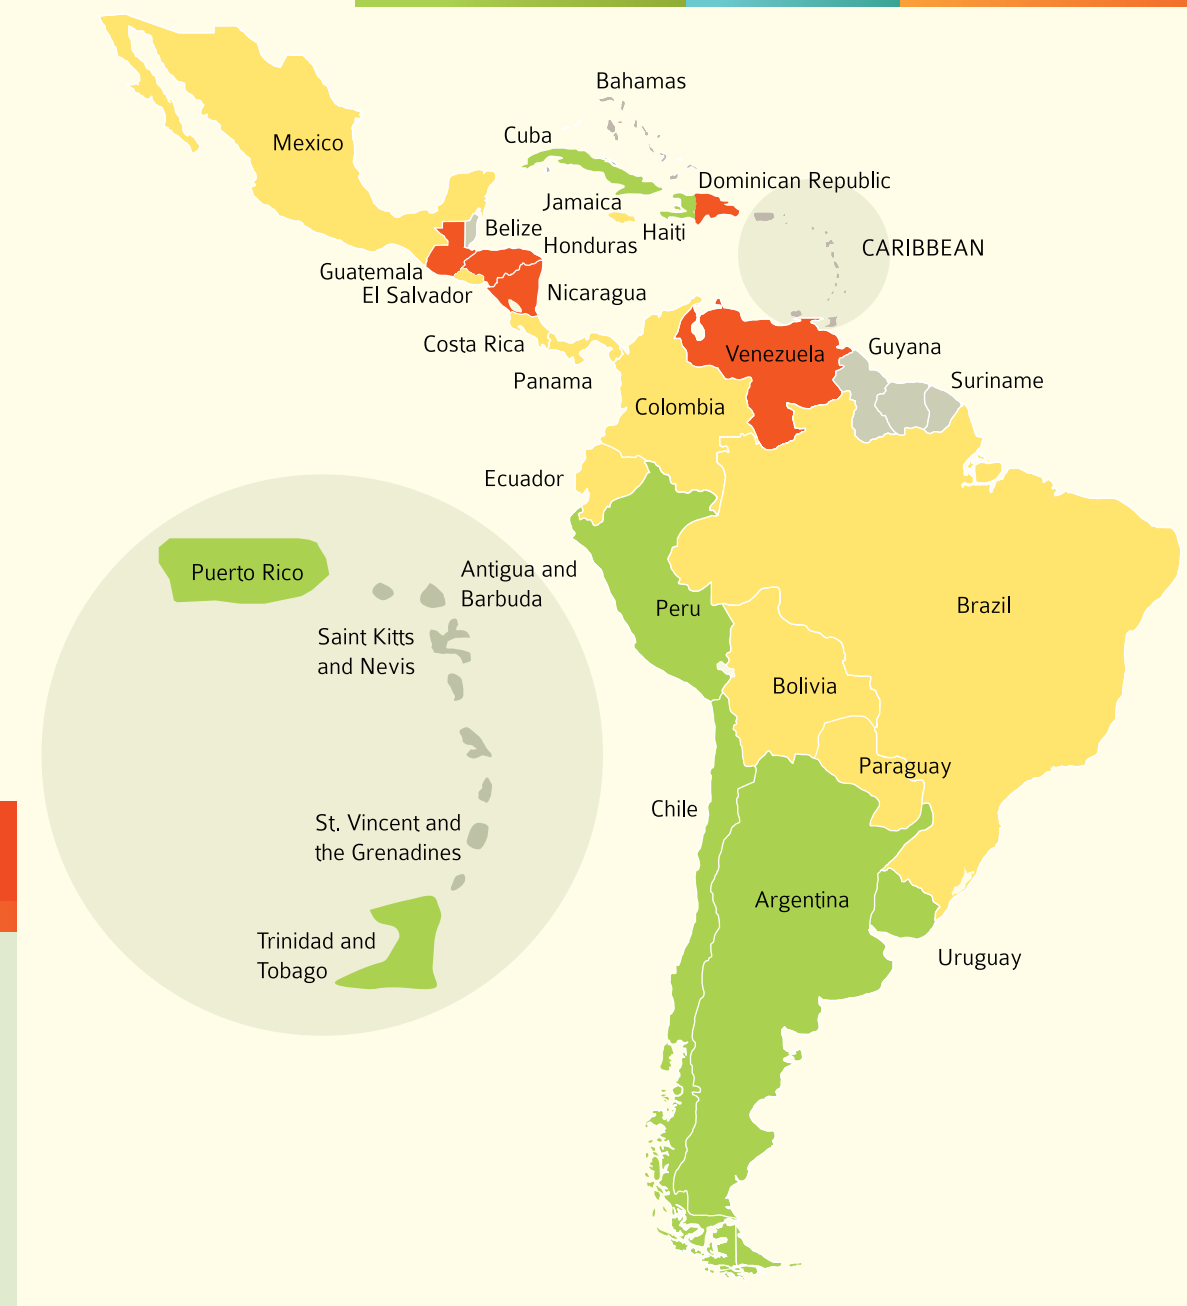 Bahamas
Cuba
Mexico
Dominican Republic
Jamaica
Haiti
Belize
Honduras
CARIBBEAN
Guatemala
El Salvador
Nicaragua
Costa Rica
Venezuela
Guyana
Panama
Suriname
Colombia
Ecuador
Puerto Rico
Antigua and
Barbuda
Peru
Brazil
Saint Kitts
and Nevis
Bolivia
Paraguay
Chile
St. Vincent and
the Grenadines
Argentina
Trinidad and
Tobago
Uruguay